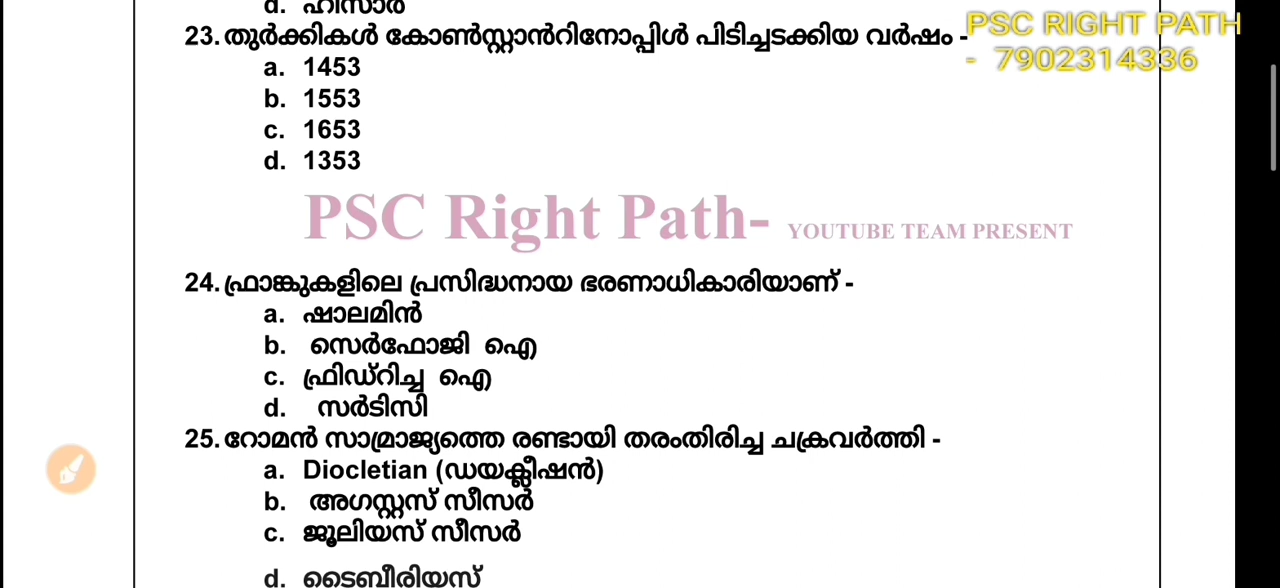 d. ഹിസാർ
23. തുർക്കികൾ കോൺസ്റ്റാൻറിനോപ്പിൾ പിടിച്ചടക്കിയ വർഷം -
PSC RIGHT PATH
- 7902314336
a. 1453
b. 1553
c. 1653
d. 1353
PSC Right Path- YOUTUBE TEAM PRESENT
24. ഫ്രാങ്കുകളിലെ പ്രസിദ്ധനായ ഭരണാധികാരിയാണ് -
a. ഷാലമിൻ
b. സെർഫോജി ഐ
c. ഫ്രിഡ്റിച്ച ഐ
d. സർടിസി
25. റോമൻ സാമ്രാജ്യത്തെ രണ്ടായി തരംതിരിച്ച ചക്രവർത്തി -
a. Diocletian (ഡയക്ലീഷൻ)
b. അഗസ്റ്റസ് സീസർ
c. ജൂലിയസ് സീസർ
d. ടൈബീരിയസ്